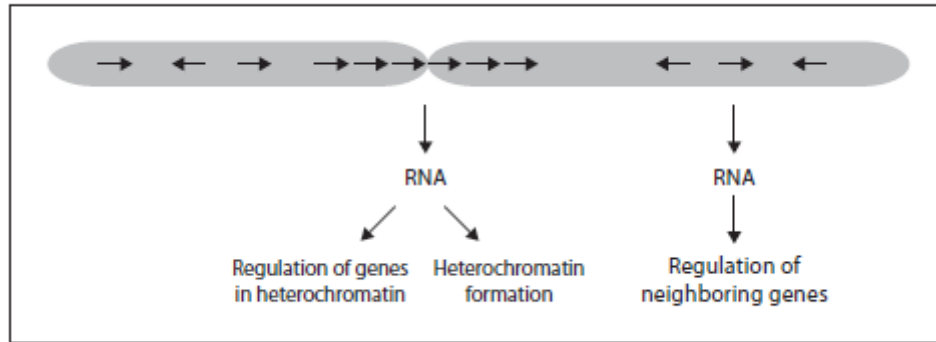 RNA
RNA
Regulation of genes
in heterochromatin
Heterochromatin
formation
Regulation of
neighboring genes